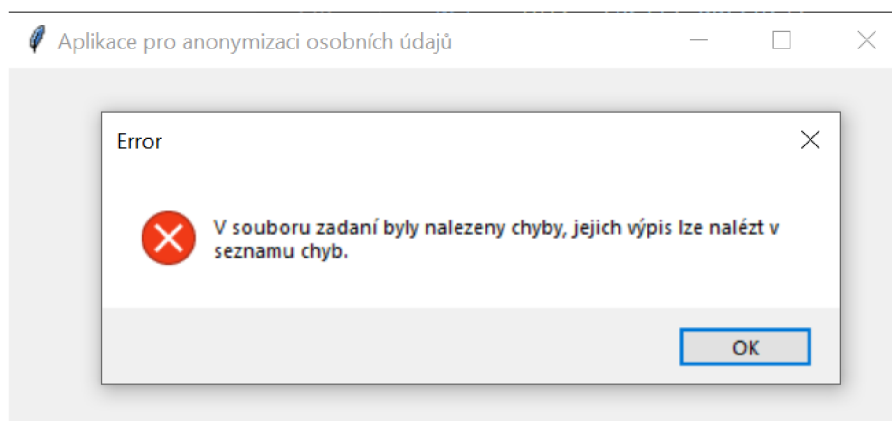 Aplikace pro anonymizaci osobních údajů
Error
V souboru zadaní byly nalezeny chyby, jejich výpis lze nalézt v
seznamu chyb.
OK